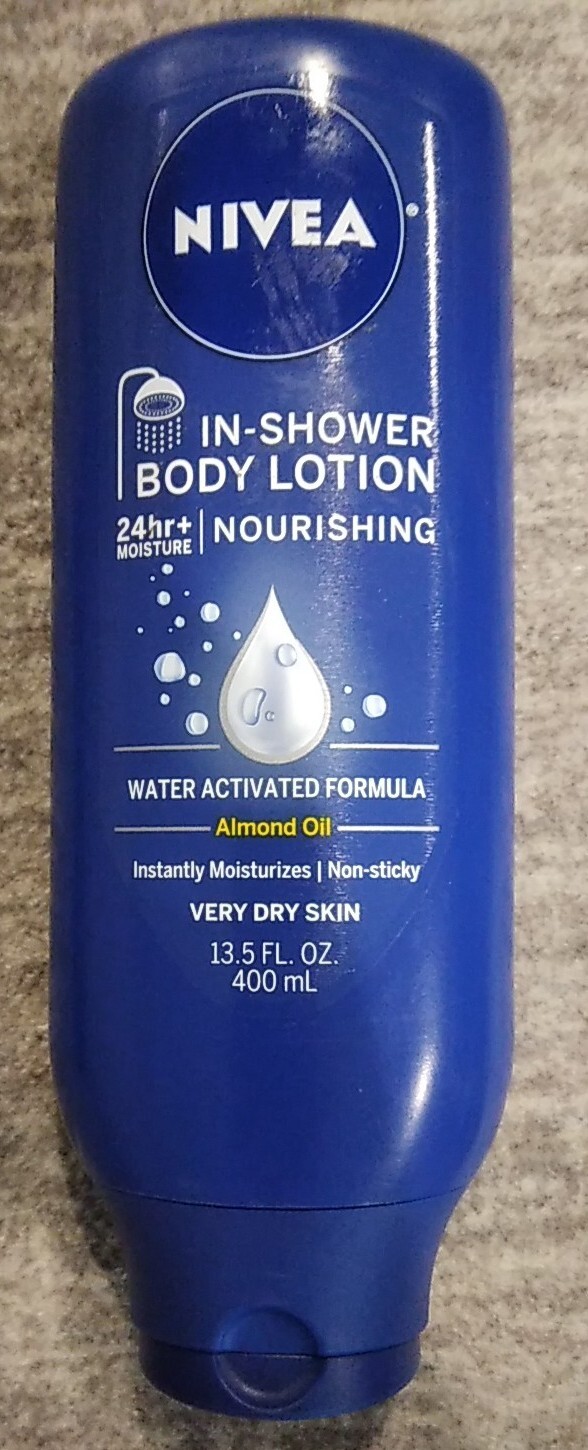 NIVEA®
IN-SHOWER
BODY LOTION
24hr+
MOISTURE
NOURISHING
WATER ACTIVATED FORMULA
Almond Oil
Instantly Moisturizes | Non-sticky
VERY DRY SKIN
13.5 FL. OZ.
400 mL